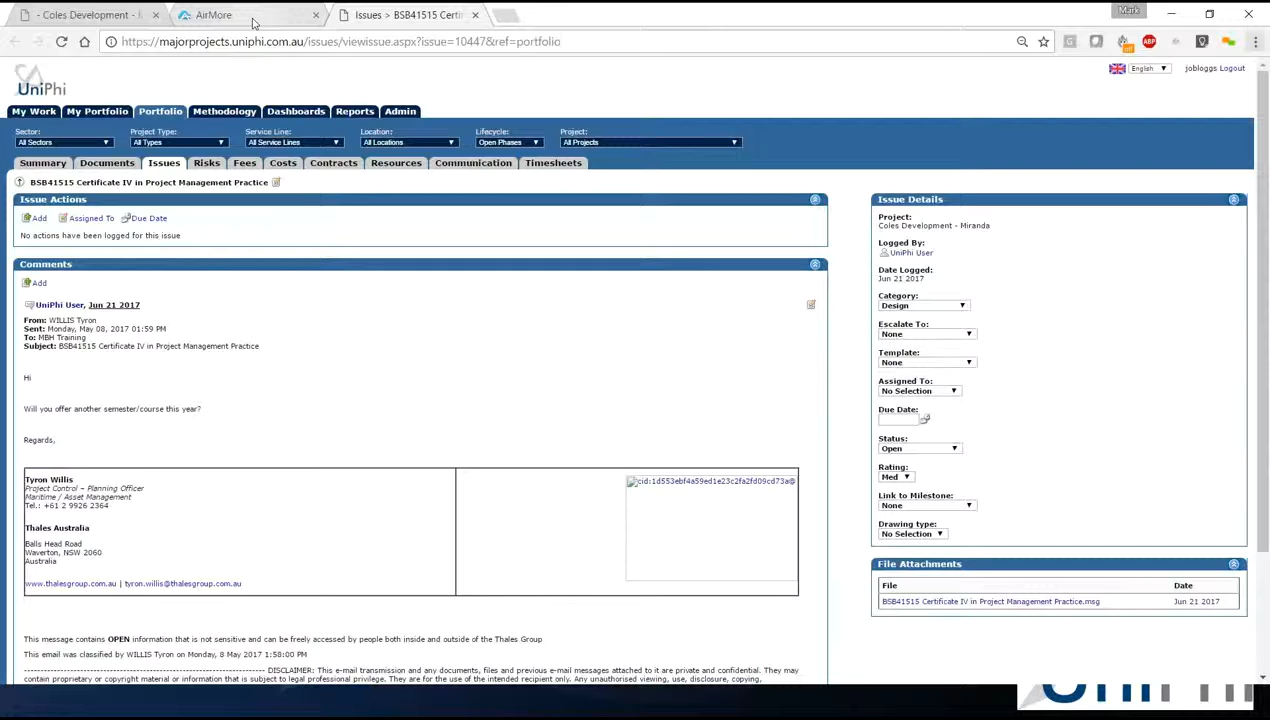 - Coles Development -
AirMore
Issues > BSB41515 Certifi
Mark
https://majorprojects.uniphi.com.au/issues/viewissue.aspx?issue=10447&ref=portfolio
ABP
UniPhi
English
jobloggs Logout
My Work My Portfolio Portfolio Methodology Dashboards Reports Admin
Sector: Project Type: Service Line: Location: Lifecycle: Project:
All Sectors All Types All Service Lines All Locations Open Phases All Projects
Summary Documents Issues Risks Fees Costs Contracts Resources Communication Timesheets
BSB41515 Certificate IV in Project Management Practice
Issue Actions
Add Assigned To Due Date
No actions have been logged for this issue
Comments
Add
UniPhi User, Jun 21 2017
From: WILLIS Tyron
Sent: Monday, May 08, 2017 01:59 PM
To: MBH Training
Subject: BSB41515 Certificate IV in Project Management Practice
Hi
Will you offer another semester/course this year?
Regards,
Tyron Willis
Project Control – Planning Officer
Maritime / Asset Management
Tel.: +61 2 9926 2364
Thales Australia
Balls Head Road
Waverton, NSW 2060
Australia
www.thalesgroup.com.au | tyron.willis@thalesgroup.com.au
cid:1d553ebf4a59ed1e23c2fa2fd09cd73a@
This message contains OPEN information that is not sensitive and can be freely accessed by people both inside and outside of the Thales Group
This email was classified by WILLIS Tyron on Monday, 8 May 2017 1:58:00 PM
------------------------------------------------------------------------- DISCLAIMER: This e-mail transmission and any documents, files and previous e-mail messages attached to it are private and confidential. They may
contain proprietary or copyright material or information that is subject to legal professional privilege. They are for the use of the intended recipient only. Any unauthorised viewing, use, disclosure, copying,
Issue Details
Project:
Coles Development - Miranda
Logged By:
UniPhi User
Date Logged:
Jun 21 2017
Category:
Design
Escalate To:
None
Template:
None
Assigned To:
No Selection
Due Date:
Status:
Open
Rating:
Med
Link to Milestone:
None
Drawing type:
No Selection
File Attachments
File Date
BSB41515 Certificate IV in Project Management Practice.msg Jun 21 2017
UniPhi